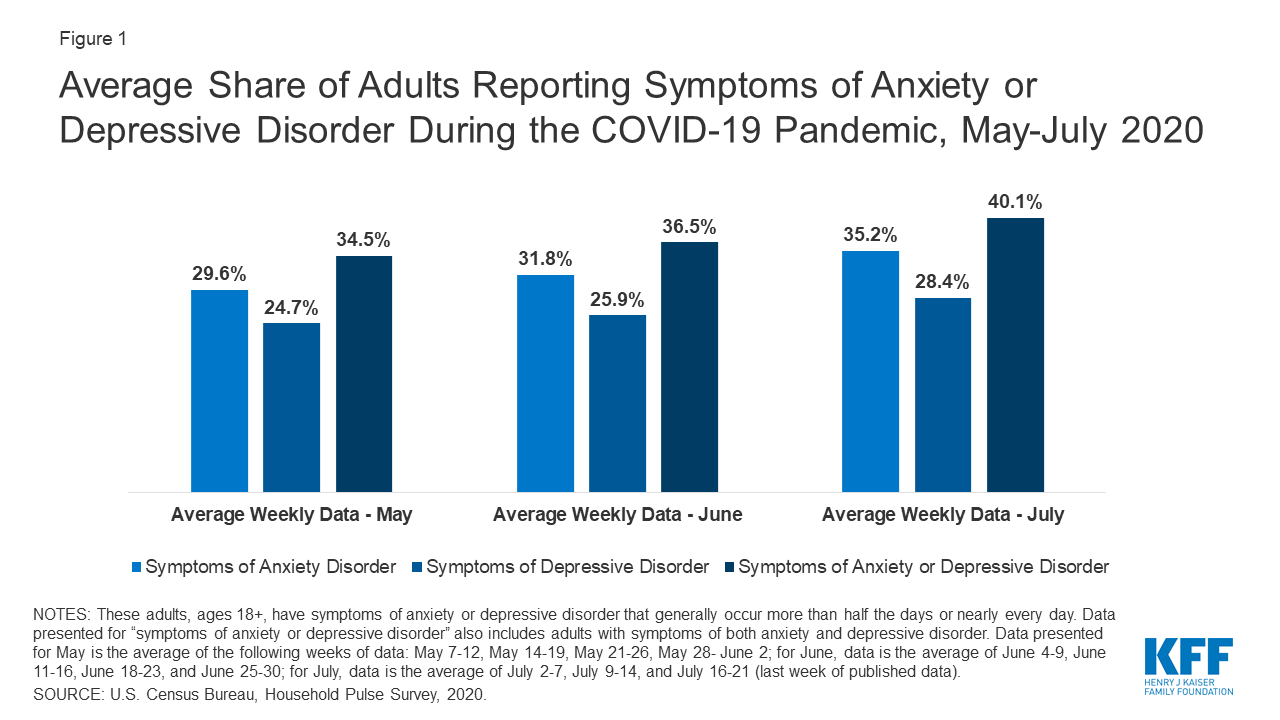 Figure 1
Average Share of Adults Reporting Symptoms of Anxiety or
Depressive Disorder During the COVID-19 Pandemic, May-July 2020
29.6%
24.7%
34.5%
31.8%
25.9%
36.5%
35.2%
28.4%
40.1%
Average Weekly Data - May
Average Weekly Data - June
Average Weekly Data - July
Symptoms of Anxiety Disorder
Symptoms of Depressive Disorder
Symptoms of Anxiety or Depressive Disorder
NOTES: These adults, ages 18+, have symptoms of anxiety or depressive disorder that generally occur more than half the days or nearly every day. Data
presented for “symptoms of anxiety or depressive disorder” also includes adults with symptoms of both anxiety and depressive disorder. Data presented
for May is the average of the following weeks of data: May 7-12, May 14-19, May 21-26, May 28- June 2; for June, data is the average of June 4-9, June
11-16, June 18-23, and June 25-30; for July, data is the average of July 2-7, July 9-14, and July 16-21 (last week of published data).
SOURCE: U.S. Census Bureau, Household Pulse Survey, 2020.
KFF
HENRY J KAISER
FAMILY FOUNDATION